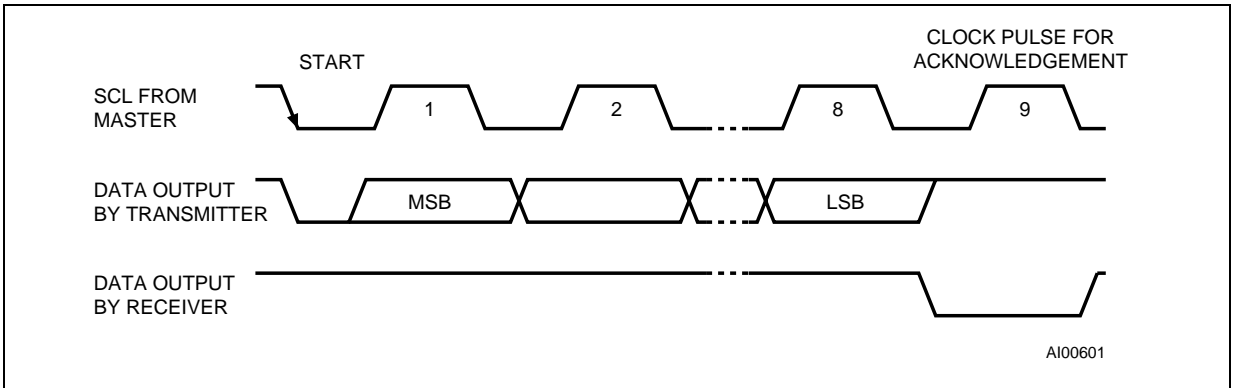 START
CLOCK PULSE FOR
ACKNOWLEDGEMENT
SCL FROM
MASTER
1
2
8
9
DATA OUTPUT
BY TRANSMITTER
MSB
LSB
DATA OUTPUT
BY RECEIVER
AI00601